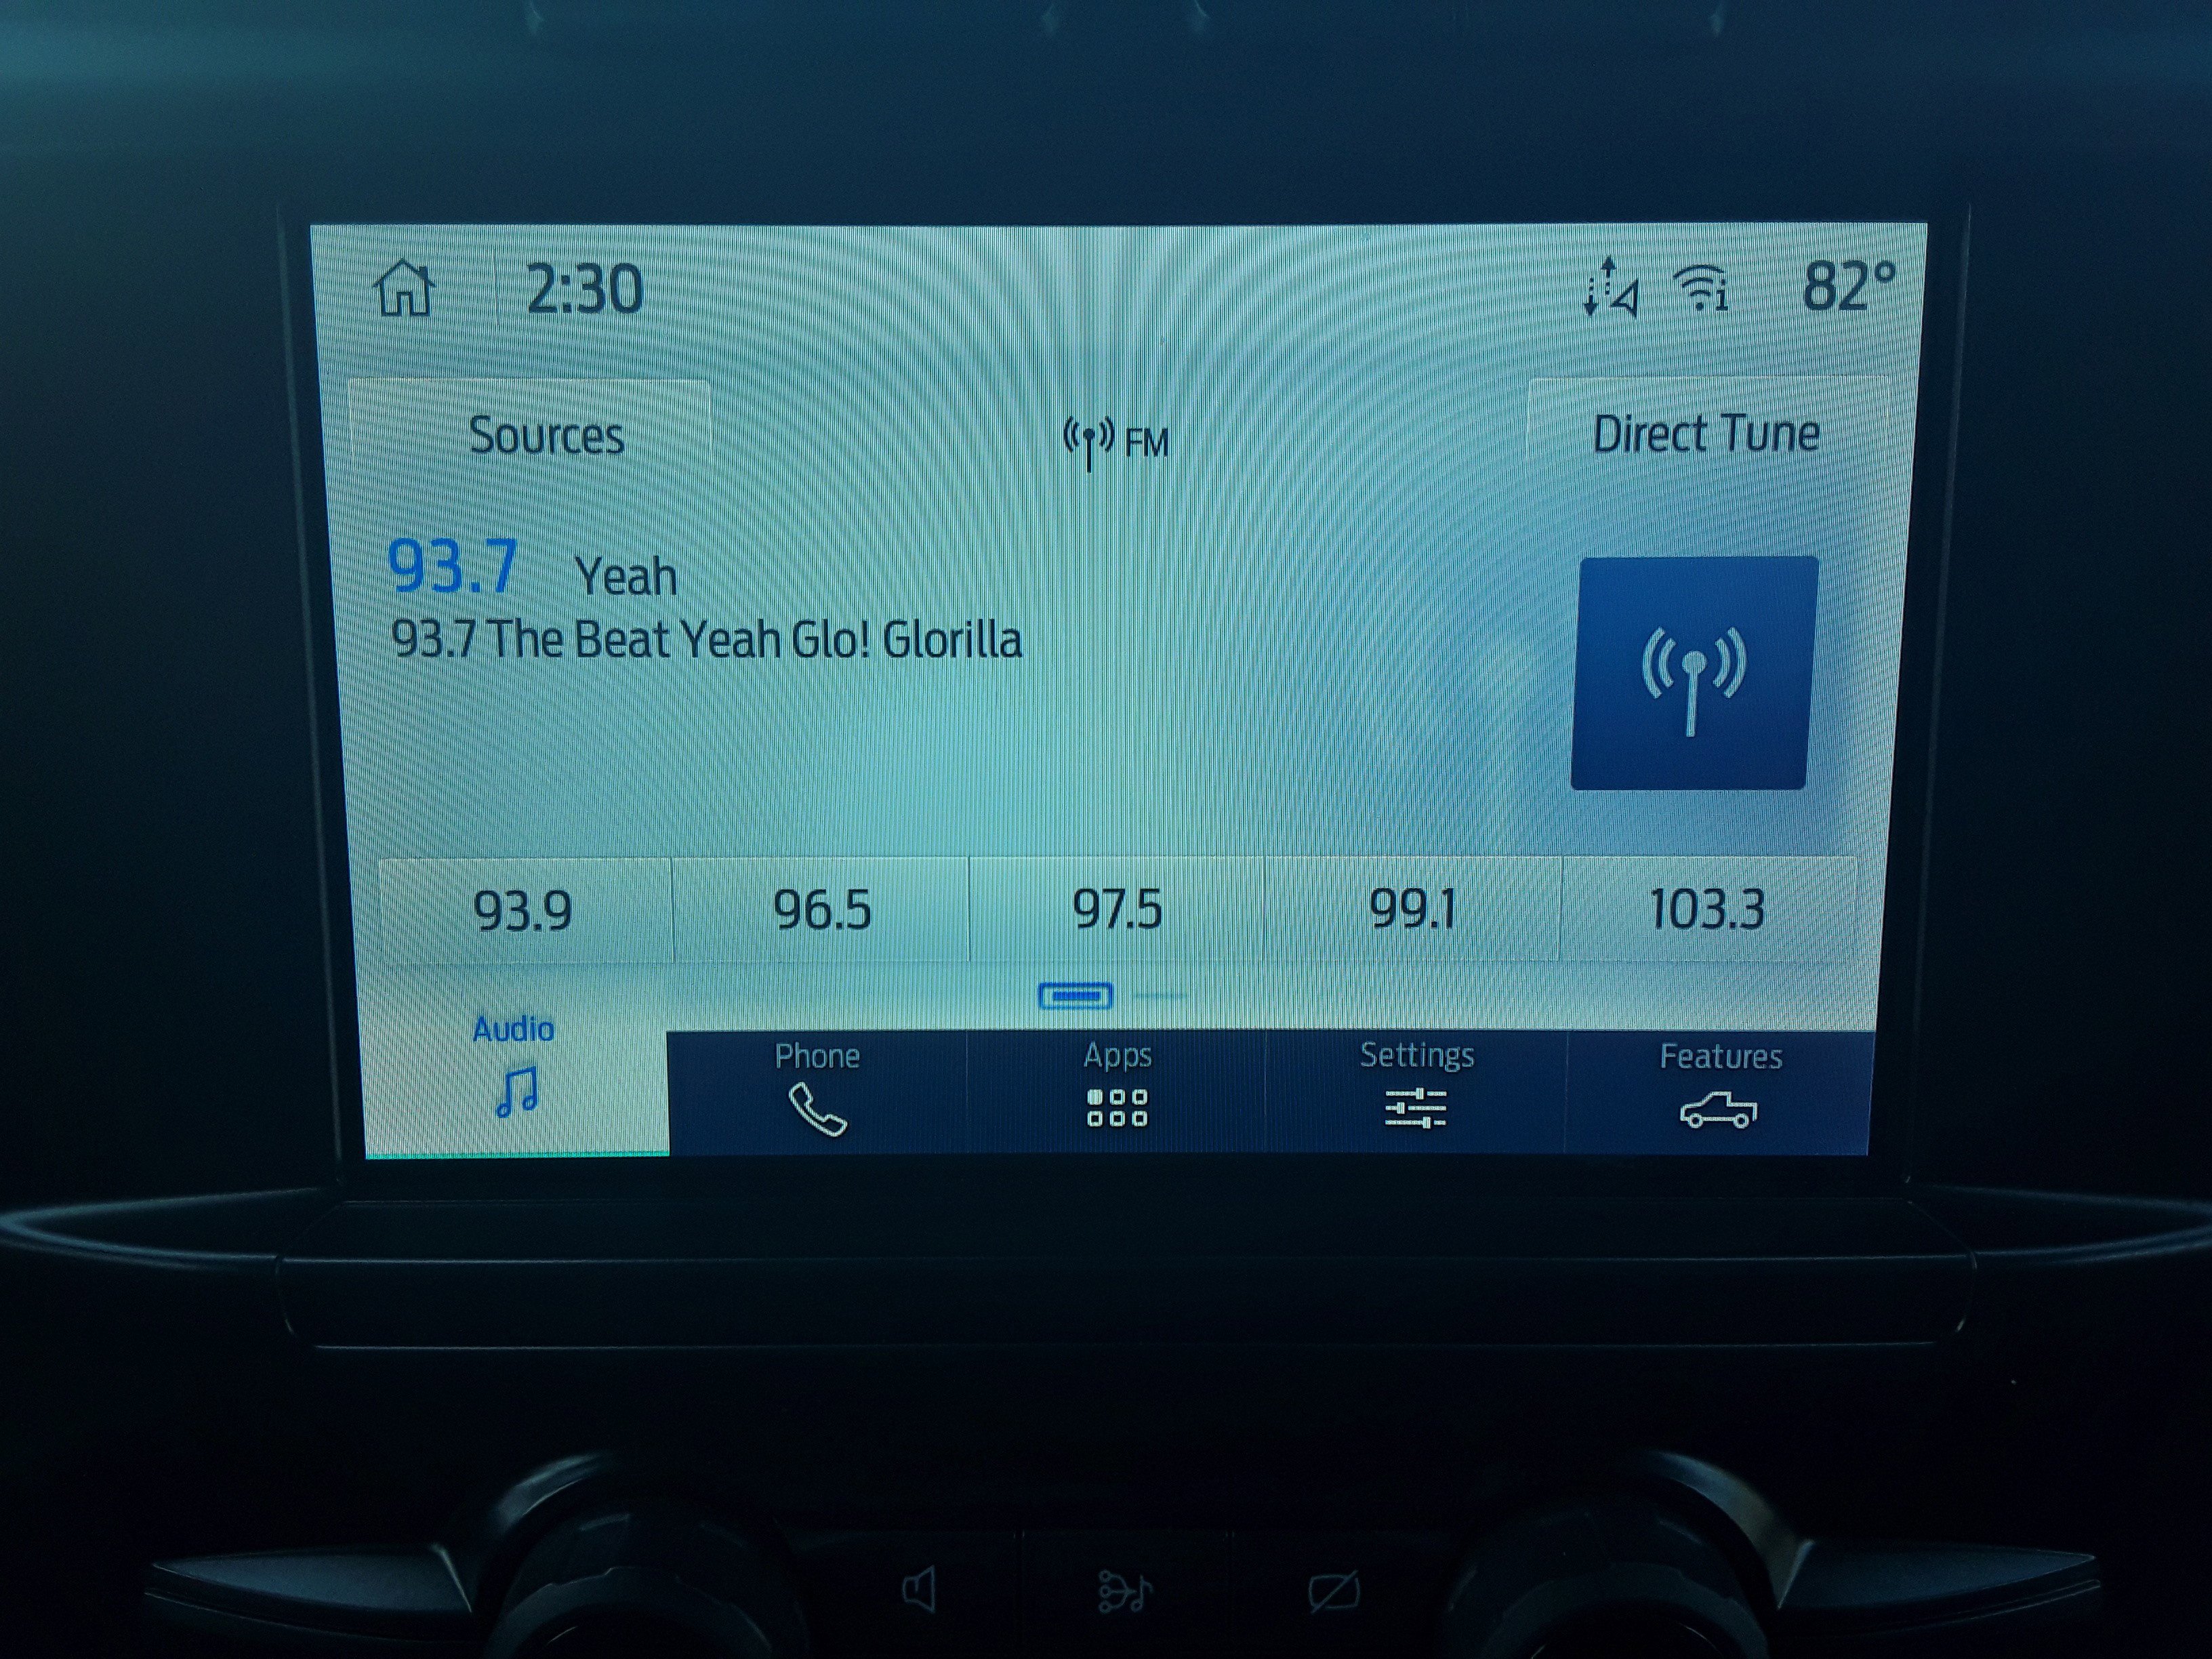 2:30 82°
Sources FM Direct Tune
93.7 Yeah
93.7 The Beat Yeah Glo! Glorilla
93.9 96.5 97.5 99.1 103.3
Audio Phone Apps Settings Features